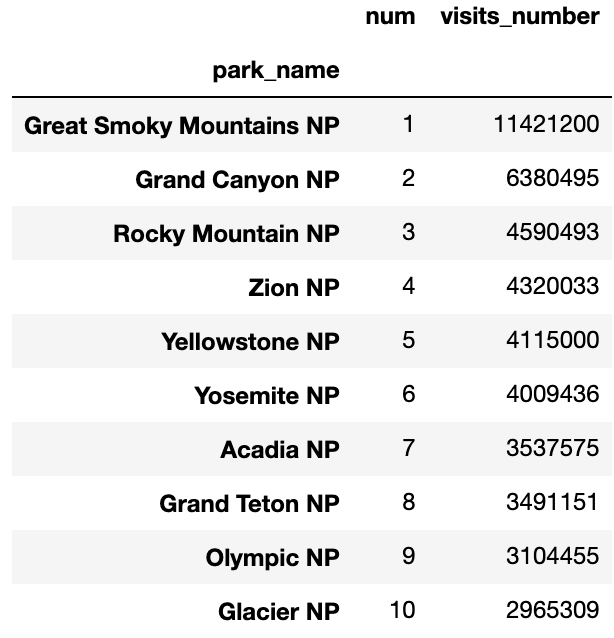 num visits_number
park_name
Great Smoky Mountains NP 1 11421200
Grand Canyon NP 2 6380495
Rocky Mountain NP 3 4590493
Zion NP 4 4320033
Yellowstone NP 5 4115000
Yosemite NP 6 4009436
Acadia NP 7 3537575
Grand Teton NP 8 3491151
Olympic NP 9 3104455
Glacier NP 10 2965309